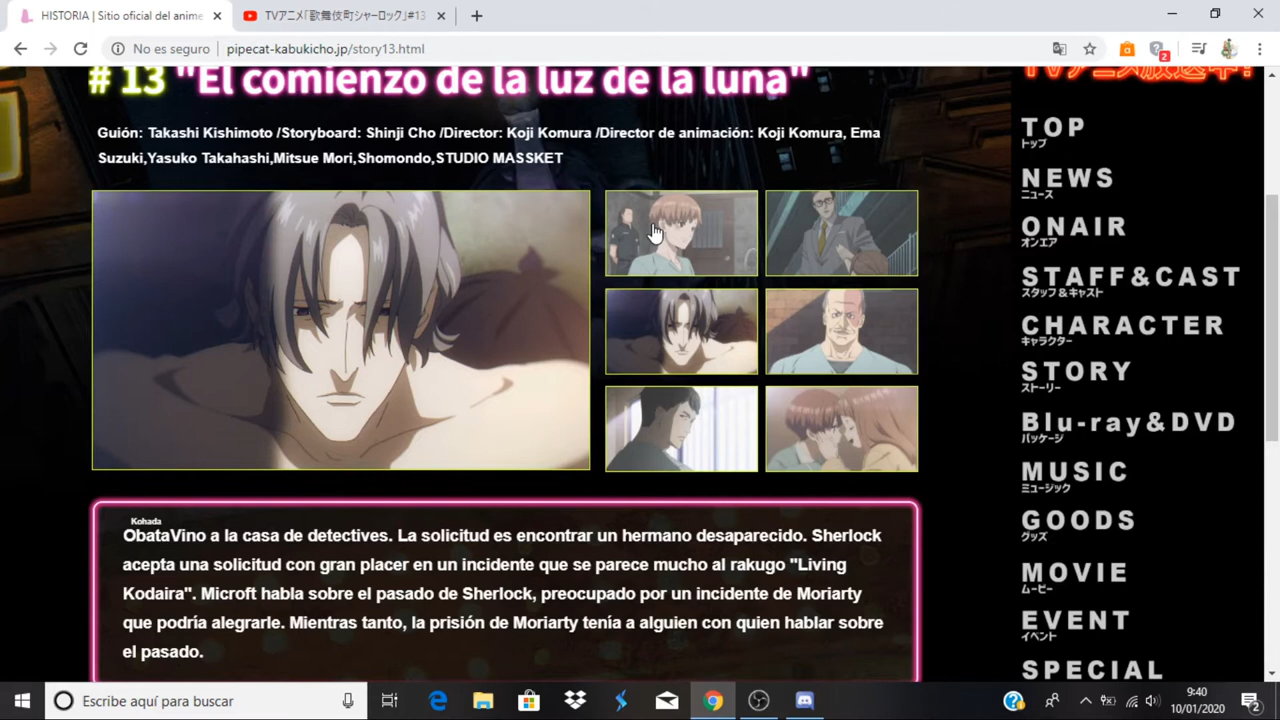 HISTORIA | Sitio oficial del anime
TVアニメ「歌舞伎町シャーロック」#13
No es seguro
pipecat-kabukicho.jp/story13.html
2
# 13 "El comienzo de la luz de la luna"
Guión: Takashi Kishimoto /Storyboard: Shinji Cho /Director: Koji Komura /Director de animación: Koji Komura, Ema
Suzuki,Yasuko Takahashi,Mitsue Mori,Shomondo,STUDIO MASSKET
Kohada
ObataVino a la casa de detectives. La solicitud es encontrar un hermano desaparecido. Sherlock
acepta una solicitud con gran placer en un incidente que se parece mucho al rakugo "Living
Kodaira". Microft habla sobre el pasado de Sherlock, preocupado por un incidente de Moriarty
que podría alegrarle. Mientras tanto, la prisión de Moriarty tenía a alguien con quien hablar sobre
el pasado.
TVアニメ放送中!
TOP
トップ
NEWS
ニュース
ONAIR
オンエア
STAFF&CAST
スタッフ&キャスト
CHARACTER
キャラクター
STORY
ストーリー
Blu-ray&DVD
パッケージ
MUSIC
ミュージック
GOODS
グッズ
MOVIE
ムービー
EVENT
イベント
SPECIAL
Escribe aquí para buscar
9:40
10/01/2020
2